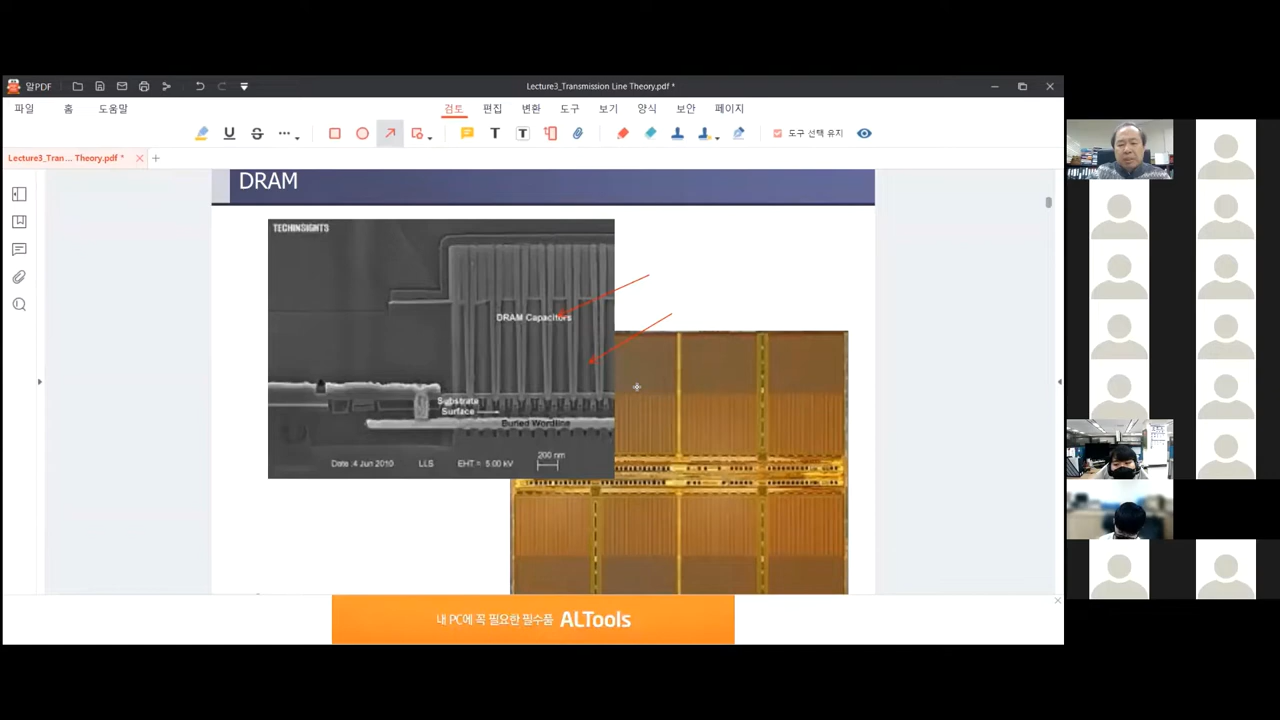 알PDF
Lecture3_Transmission Line Theory.pdf *
파일 홈 도움말 검토 편집 변환 도구 보기 양식 보안 페이지
T T 도구 선택 유지
Lecture3_Tran... Theory.pdf *
DRAM
TECHINSIGHTS
DRAM Capacitors
Substrate
Surface
Buried Wordline
200 nm
Date :4 Jun 2010 LLS EHT = 5.00 kV
내 PC에 꼭 필요한 필수품 ALTools